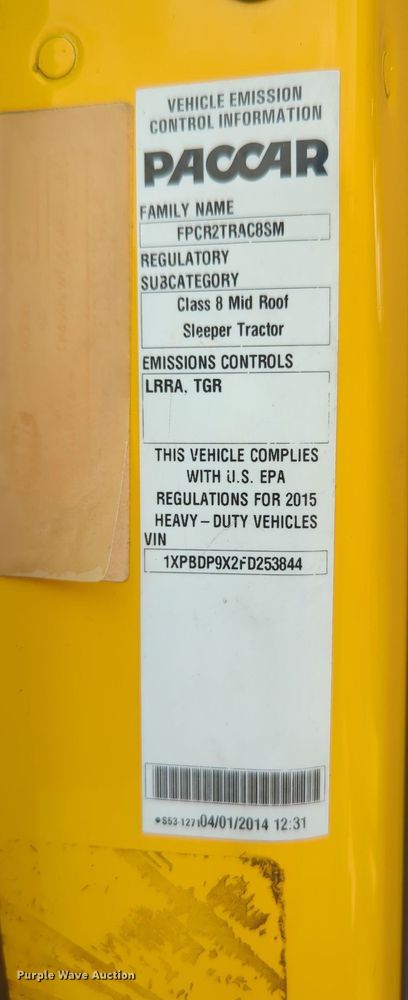 VEHICLE EMISSION
CONTROL INFORMATION
PACCAR
FAMILY NAME
FPCR2TRAC8SM
REGULATORY
SUBCATEGORY
Class 8 Mid Roof
Sleeper Tractor
EMISSIONS CONTROLS
LRRA, TGR
THIS VEHICLE COMPLIES
WITH U.S. EPA
REGULATIONS FOR 2015
HEAVY-DUTY VEHICLES
VIN
1XPBDP9X2FD253844
*S53-1271 04/01/2014 12:31
Purple Wave Auction